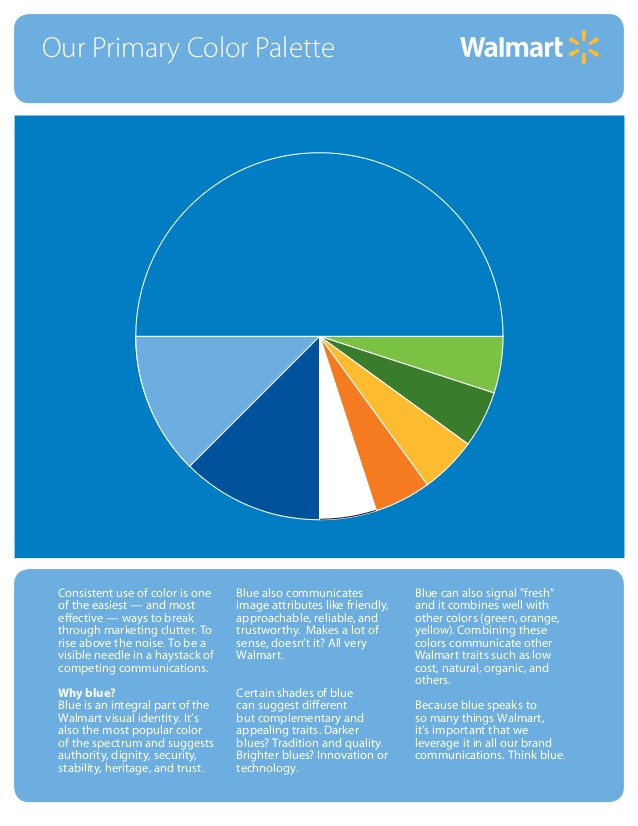 Our Primary Color Palette
Walmart
Consistent use of color is one
of the easiest — and most
effective — ways to break
through marketing clutter. To
rise above the noise. To be a
visible needle in a haystack of
competing communications.
Why blue?
Blue is an integral part of the
Walmart visual identity. It's
also the most popular color
of the spectrum and suggests
authority, dignity, security,
stability, heritage, and trust.
Blue also communicates
image attributes like friendly,
approachable, reliable, and
trustworthy. Makes a lot of
sense, doesn't it? All very
Walmart.
Certain shades of blue
can suggest different
but complementary and
appealing traits. Darker
blues? Tradition and quality.
Brighter blues? Innovation or
technology.
Blue can also signal "fresh"
and it combines well with
other colors (green, orange,
yellow). Combining these
colors communicate other
Walmart traits such as low
cost, natural, organic, and
others.
Because blue speaks to
so many things Walmart,
it's important that we
leverage it in all our brand
communications. Think blue.